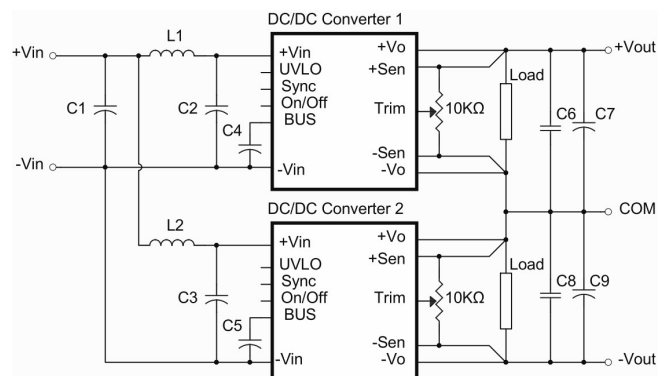 DC/DC Converter 1
L1
+Vin
+Vin
+Vo
+Vout
UVLO
+Sen
Load
Sync
C1
C2
On/Off
Trim
10KΩ
C6
C7
C4
BUS
-Vin
-Vin
-Sen
-Vo
DC/DC Converter 2
COM
L2
+Vin
+Vo
UVLO
+Sen
Load
Sync
C3
On/Off
Trim
10KΩ
C8
C9
C5
BUS
-Sen
-Vin
-Vo
-Vout